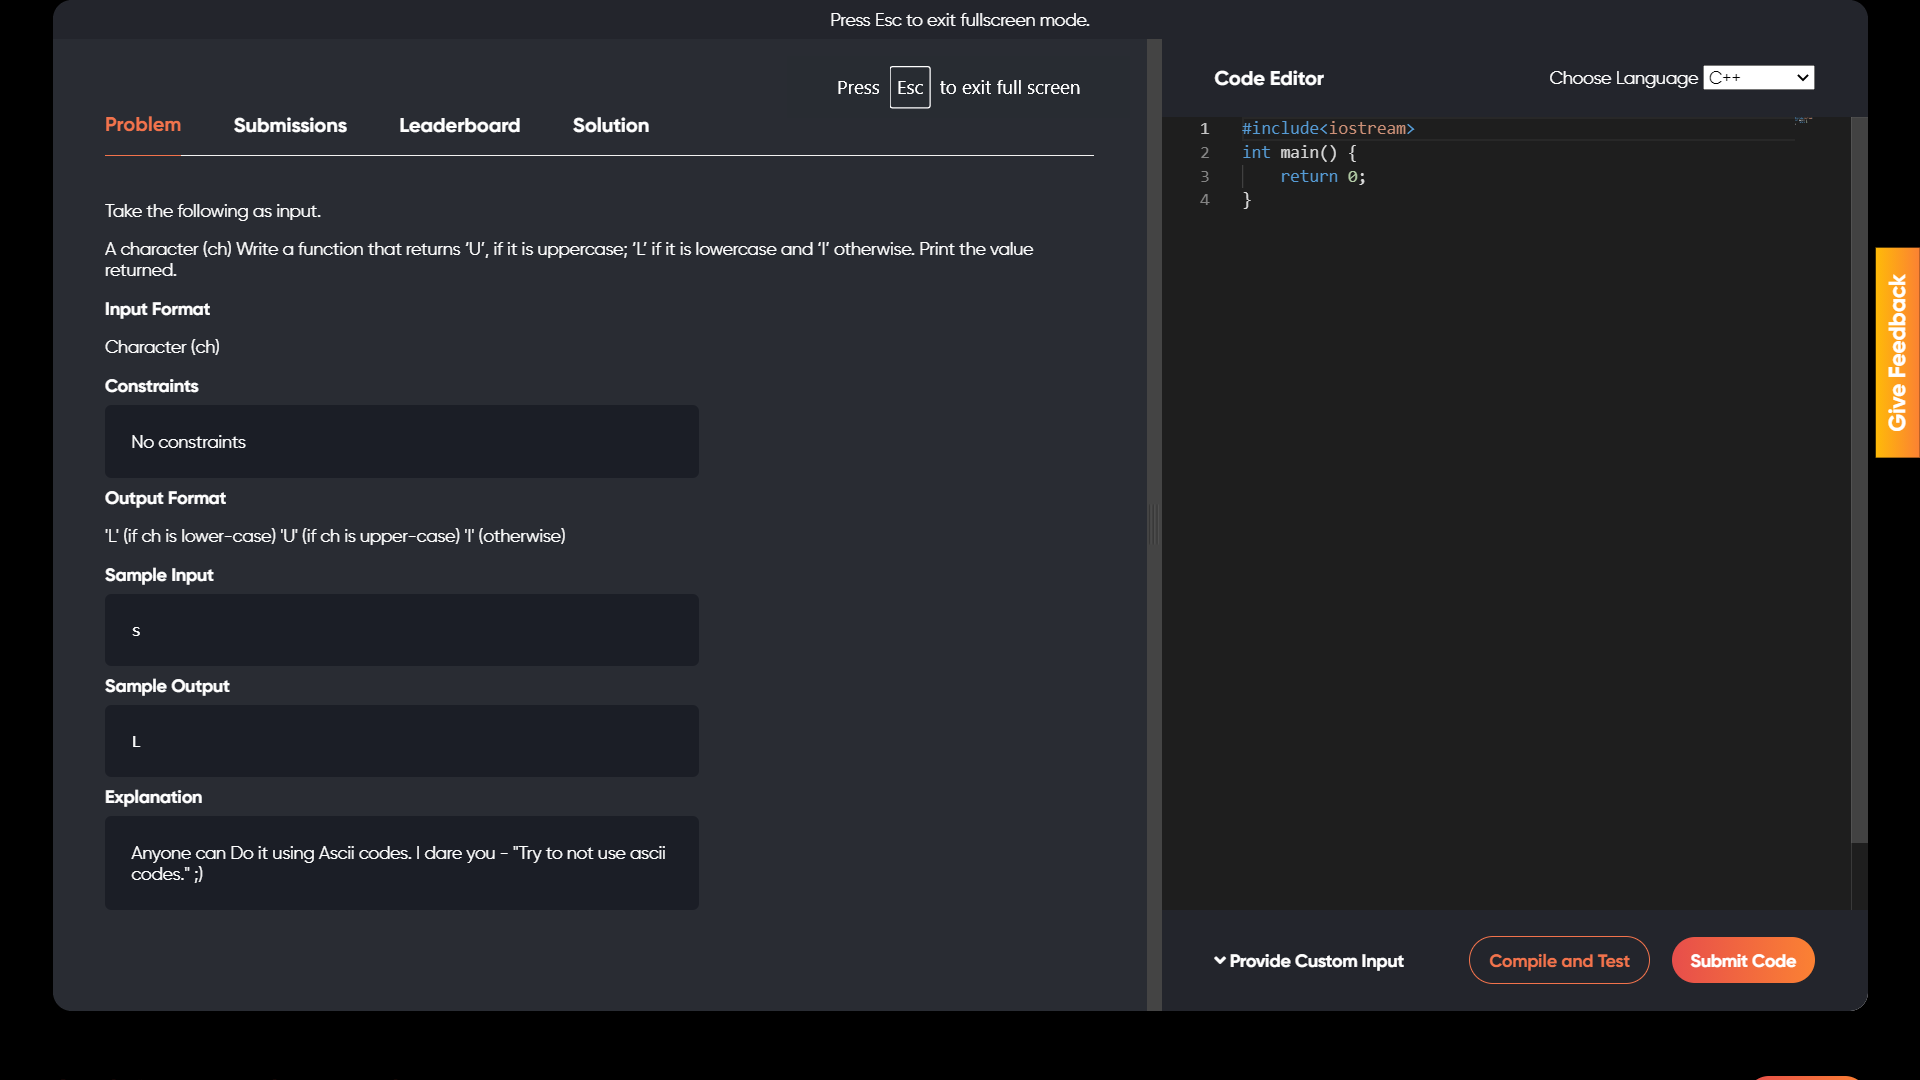 Press Esc to exit fullscreen mode.
Press Esc to exit full screen
Problem Submissions Leaderboard Solution
Take the following as input.
A character (ch) Write a function that returns ‘U’, if it is uppercase; ‘L’ if it is lowercase and ‘I’ otherwise. Print the value
returned.
Input Format
Character (ch)
Constraints
No constraints
Output Format
'L' (if ch is lower-case) 'U' (if ch is upper-case) 'I' (otherwise)
Sample Input
s
Sample Output
L
Explanation
Anyone can Do it using Ascii codes. I dare you - "Try to not use ascii
codes." ;)
Code Editor
Choose Language C++
1 #include<iostream>
2 int main() {
3     return 0;
4 }
Provide Custom Input
Compile and Test
Submit Code
Give Feedback